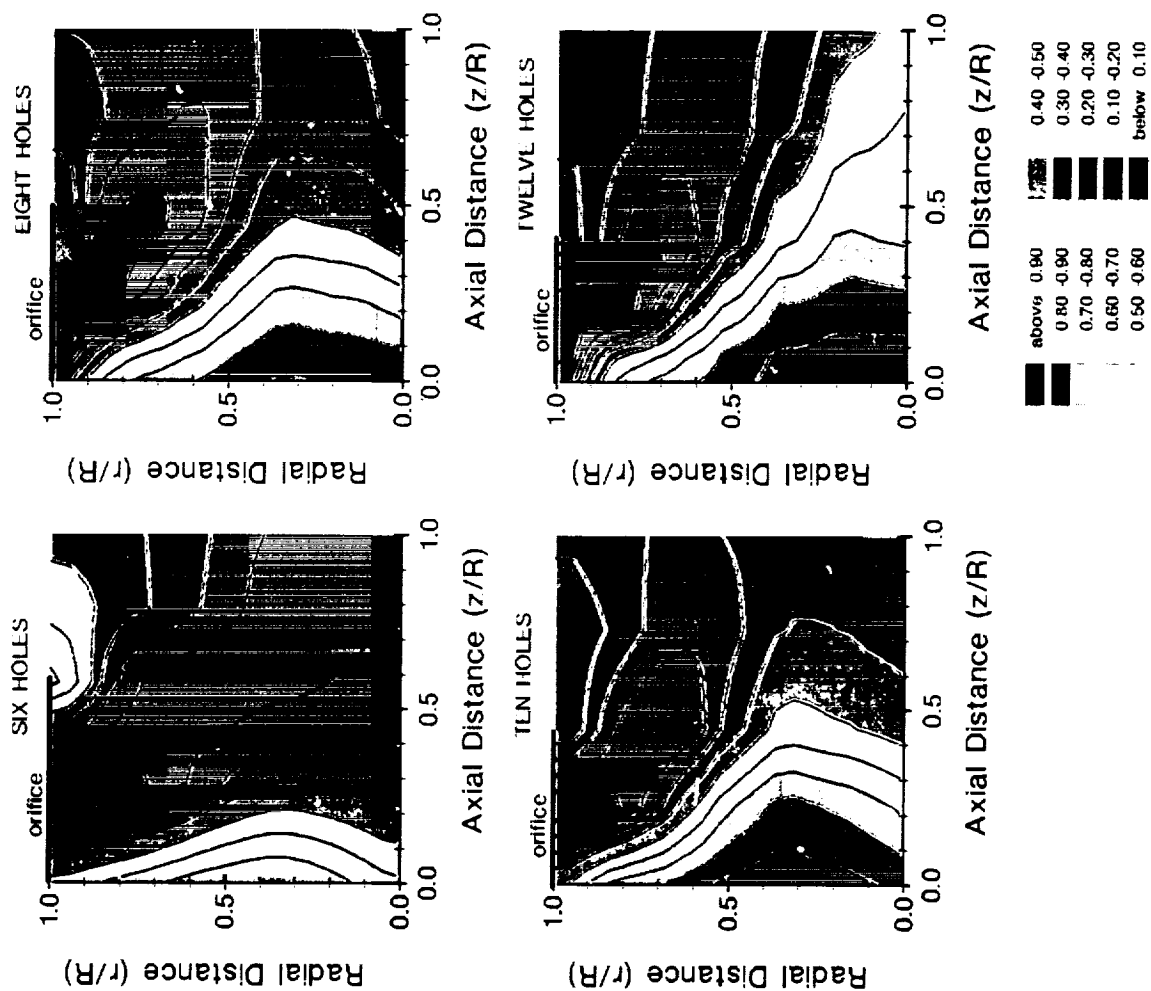 SIX HOLES
orifice
Radial Distance (r/R)
1.0
0.5
0.0
0.0
0.5
1.0
Axial Distance (z/R)
EIGHT HOLES
orifice
Radial Distance (r/R)
1.0
0.5
0.0
0.0
0.5
1.0
Axial Distance (z/R)
TEN HOLES
orifice
Radial Distance (r/R)
1.0
0.5
0.0
0.0
0.5
1.0
Axial Distance (z/R)
TWELVE HOLES
orifice
Radial Distance (r/R)
1.0
0.5
0.0
0.0
0.5
1.0
Axial Distance (z/R)
above 0.90
0.80 -0.90
0.70 -0.80
0.60 -0.70
0.50 -0.60
0.40 -0.50
0.30 -0.40
0.20 -0.30
0.10 -0.20
below 0.10